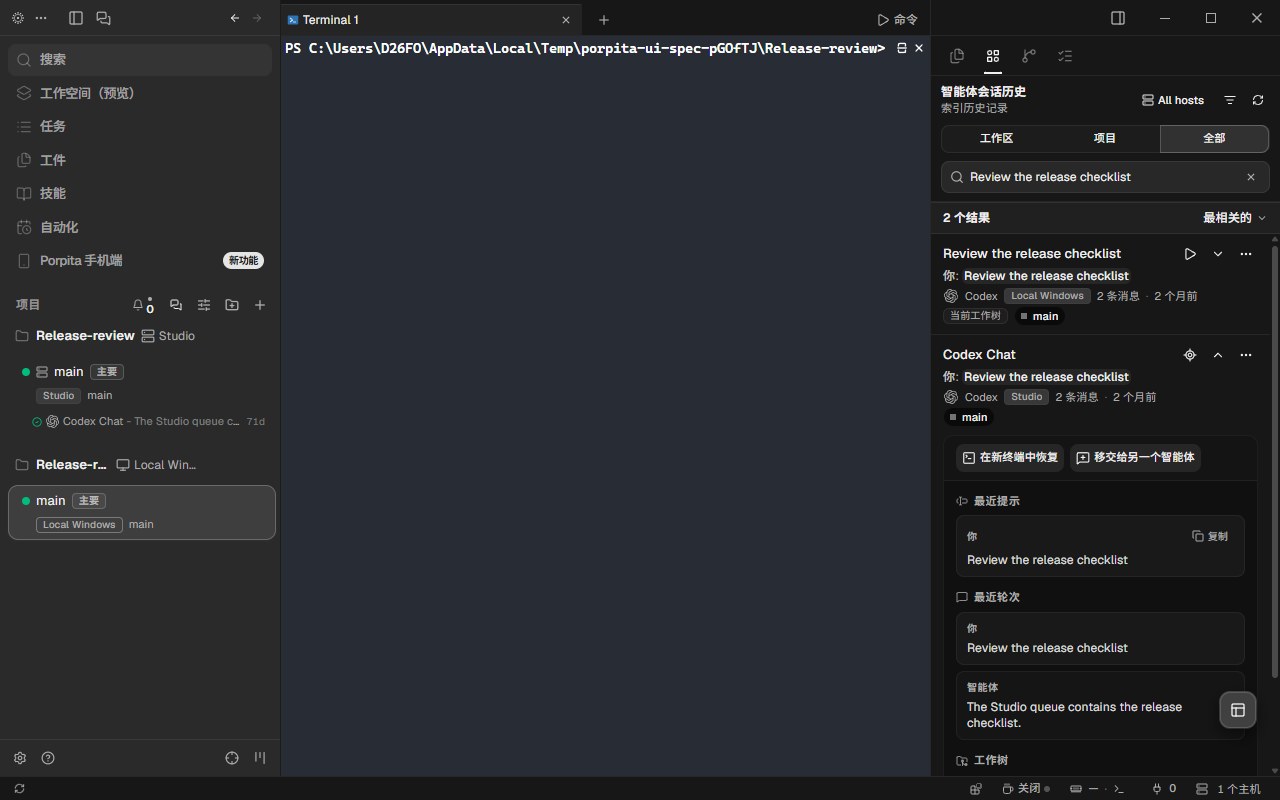 搜索
工作空间（预览）
任务
工件
技能
自动化
Porpita 手机端 新功能
项目 0
Release-review Studio
main 主要
Studio main
Codex Chat - The Studio queue c... 71d
Release-r... Local Win...
main 主要
Local Windows main
Terminal 1
命令
PS C:\Users\D26FO\AppData\Local\Temp\porpita-ui-spec-pGOfTJ\Release-review>
智能体会话历史
索引历史记录
All hosts
工作区 项目 全部
Review the release checklist
2 个结果 最相关的
Review the release checklist
你: Review the release checklist
Codex Local Windows 2 条消息 · 2 个月前
当前工作树 main
Codex Chat
你: Review the release checklist
Codex Studio 2 条消息 · 2 个月前
main
在新终端中恢复 移交给另一个智能体
最近提示
你 复制
Review the release checklist
最近轮次
你
Review the release checklist
智能体
The Studio queue contains the release
checklist.
工作树
关闭 0 1 个主机